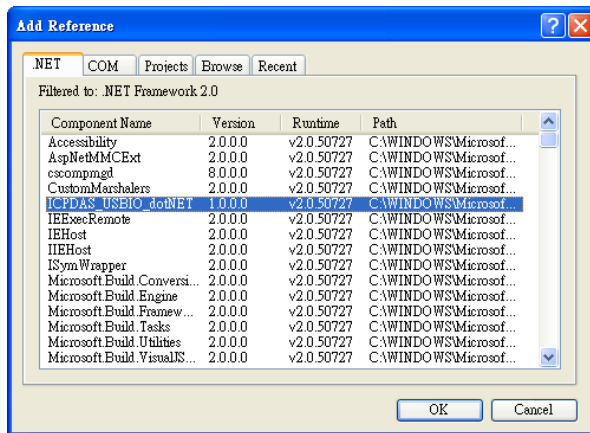 Add Reference
.NET COM Projects Browse Recent
Filtered to: .NET Framework 2.0
Component Name Version Runtime Path
Accessibility 2.0.0.0 v2.0.50727 C:\WINDOWS\Microsof...
AspNetMMCExt 2.0.0.0 v2.0.50727 C:\WINDOWS\Microsof...
cscompmgd 8.0.0.0 v2.0.50727 C:\WINDOWS\Microsof...
CustomMarshalers 2.0.0.0 v2.0.50727 C:\WINDOWS\Microsof...
ICPDAS_USBIO_dotNET 1.0.0.0 v2.0.50727 C:\WINDOWS\Microsof...
IEExecRemote 2.0.0.0 v2.0.50727 C:\WINDOWS\Microsof...
IEHost 2.0.0.0 v2.0.50727 C:\WINDOWS\Microsof...
IIEHost 2.0.0.0 v2.0.50727 C:\WINDOWS\Microsof...
ISymWrapper 2.0.0.0 v2.0.50727 C:\WINDOWS\Microsof...
Microsoft.Build.Conversi... 2.0.0.0 v2.0.50727 C:\WINDOWS\Microsof...
Microsoft.Build.Engine 2.0.0.0 v2.0.50727 C:\WINDOWS\Microsof...
Microsoft.Build.Framew... 2.0.0.0 v2.0.50727 C:\WINDOWS\Microsof...
Microsoft.Build.Tasks 2.0.0.0 v2.0.50727 C:\WINDOWS\Microsof...
Microsoft.Build.Utilities 2.0.0.0 v2.0.50727 C:\WINDOWS\Microsof...
Microsoft.Build.VisualJS... 2.0.0.0 v2.0.50727 C:\WINDOWS\Microsof...
OK Cancel